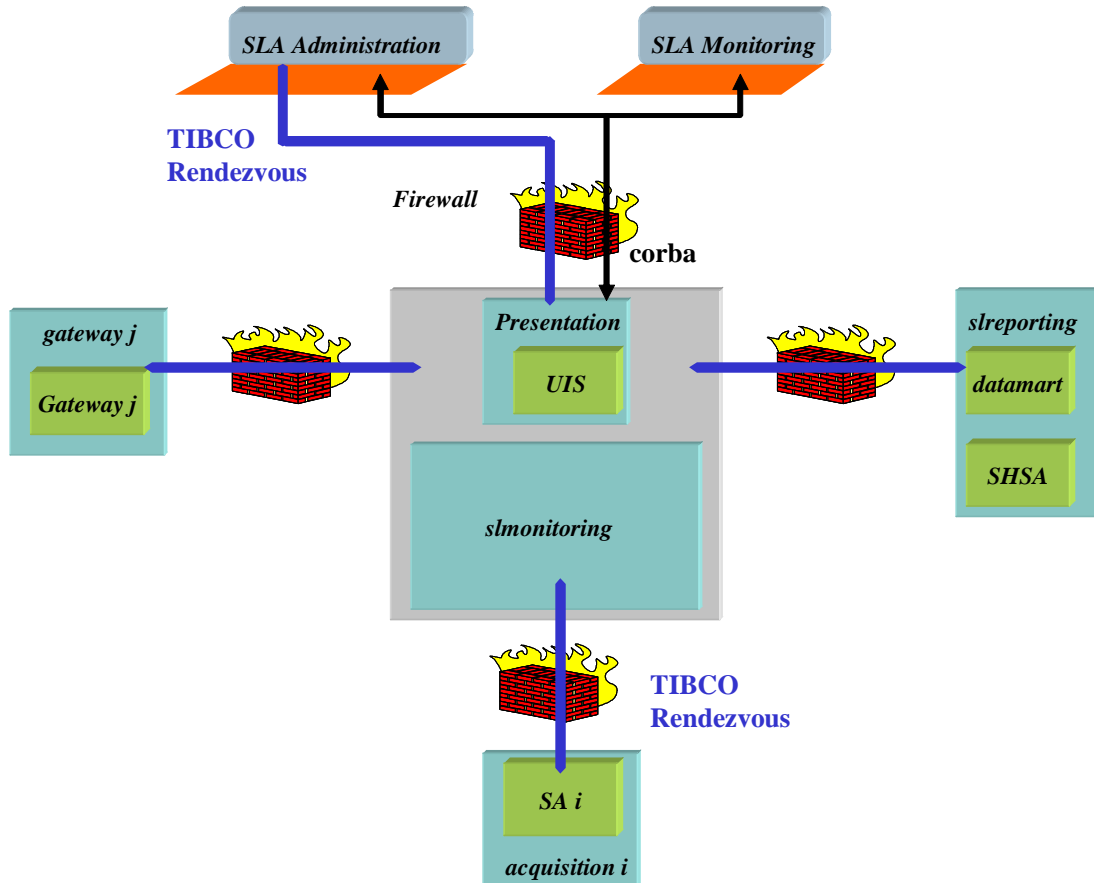 SLA Administration
SLA Monitoring
TIBCO
Rendezvous
Firewall
corba
gateway j
Gateway j
Presentation
UIS
slreporting
datamart
SHSA
slmonitoring
TIBCO
Rendezvous
SA i
acquisition i